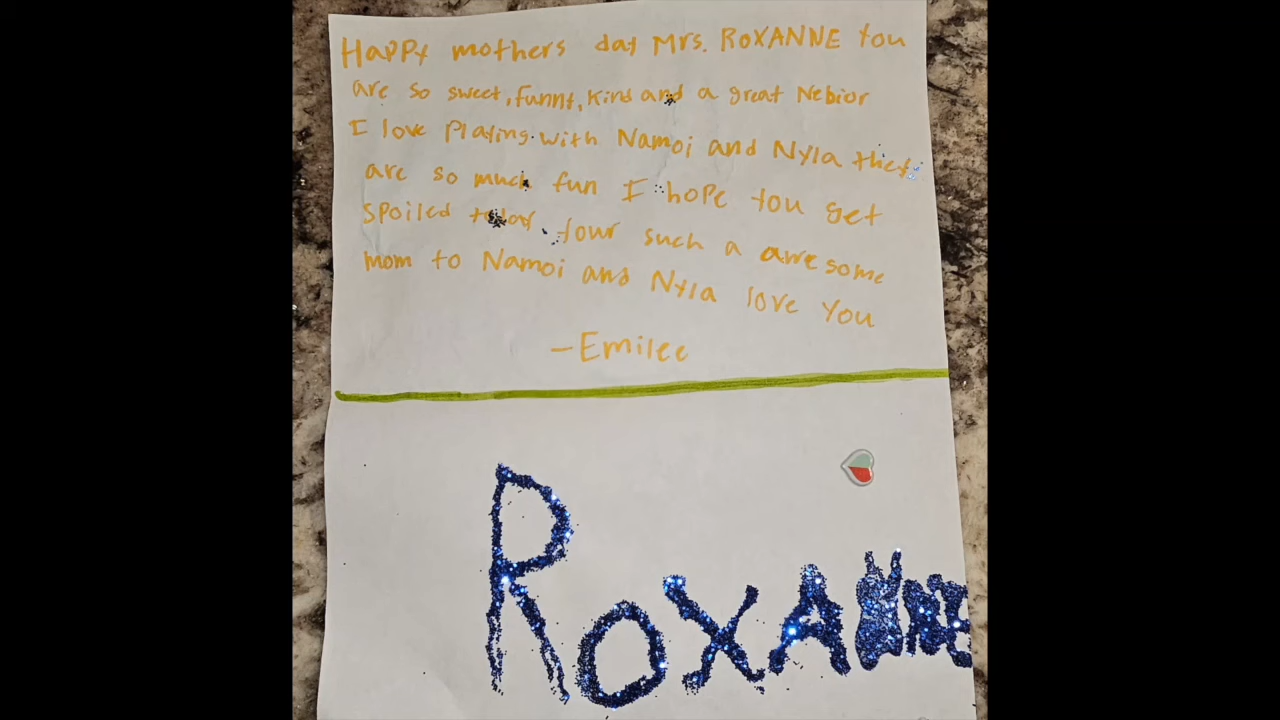 Happy mothers day Mrs. ROXANNE You
are so sweet, funny, kind and a great Nebior
I love Playing with Namoi and Nyla they
are so much fun I hope you get
spoiled today your such a awesome
mom to Namoi and Nyla love You
-Emilee
ROXANNE